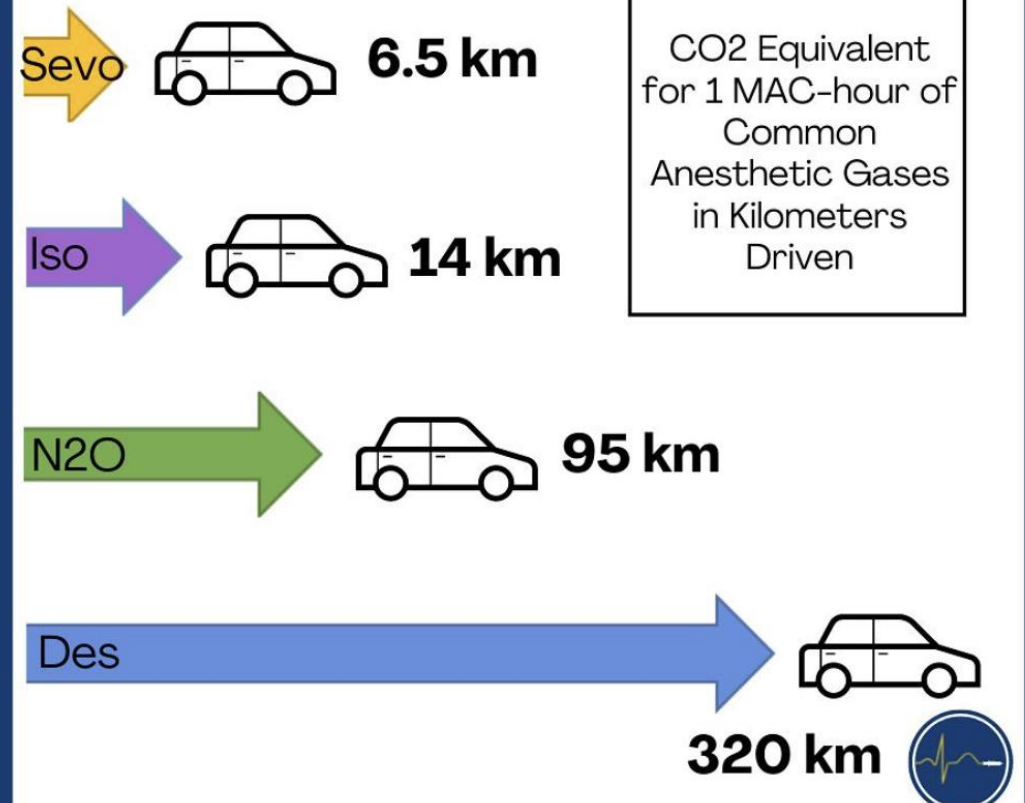 Sevo
6.5 km
CO2 Equivalent
for 1 MAC-hour of
Common
Anesthetic Gases
in Kilometers
Driven
Iso
14 km
N2O
95 km
Des
320 km